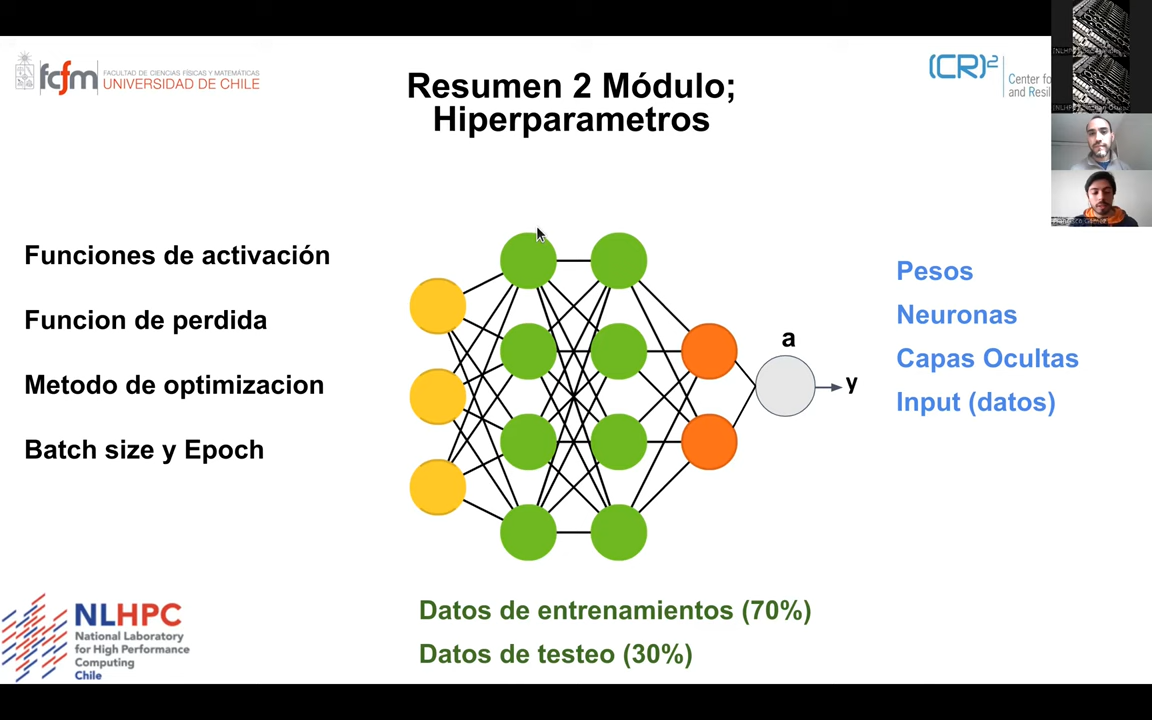 fcfm
FACULTAD DE CIENCIAS FÍSICAS Y MATEMÁTICAS
UNIVERSIDAD DE CHILE
Resumen 2 Módulo;
Hiperparametros
(CR)2
Center for
and Resil
Funciones de activación
Funcion de perdida
Metodo de optimizacion
Batch size y Epoch
a
y
Pesos
Neuronas
Capas Ocultas
Input (datos)
Datos de entrenamientos (70%)
Datos de testeo (30%)
NLHPC
National Laboratory
for High Performance
Computing
Chile